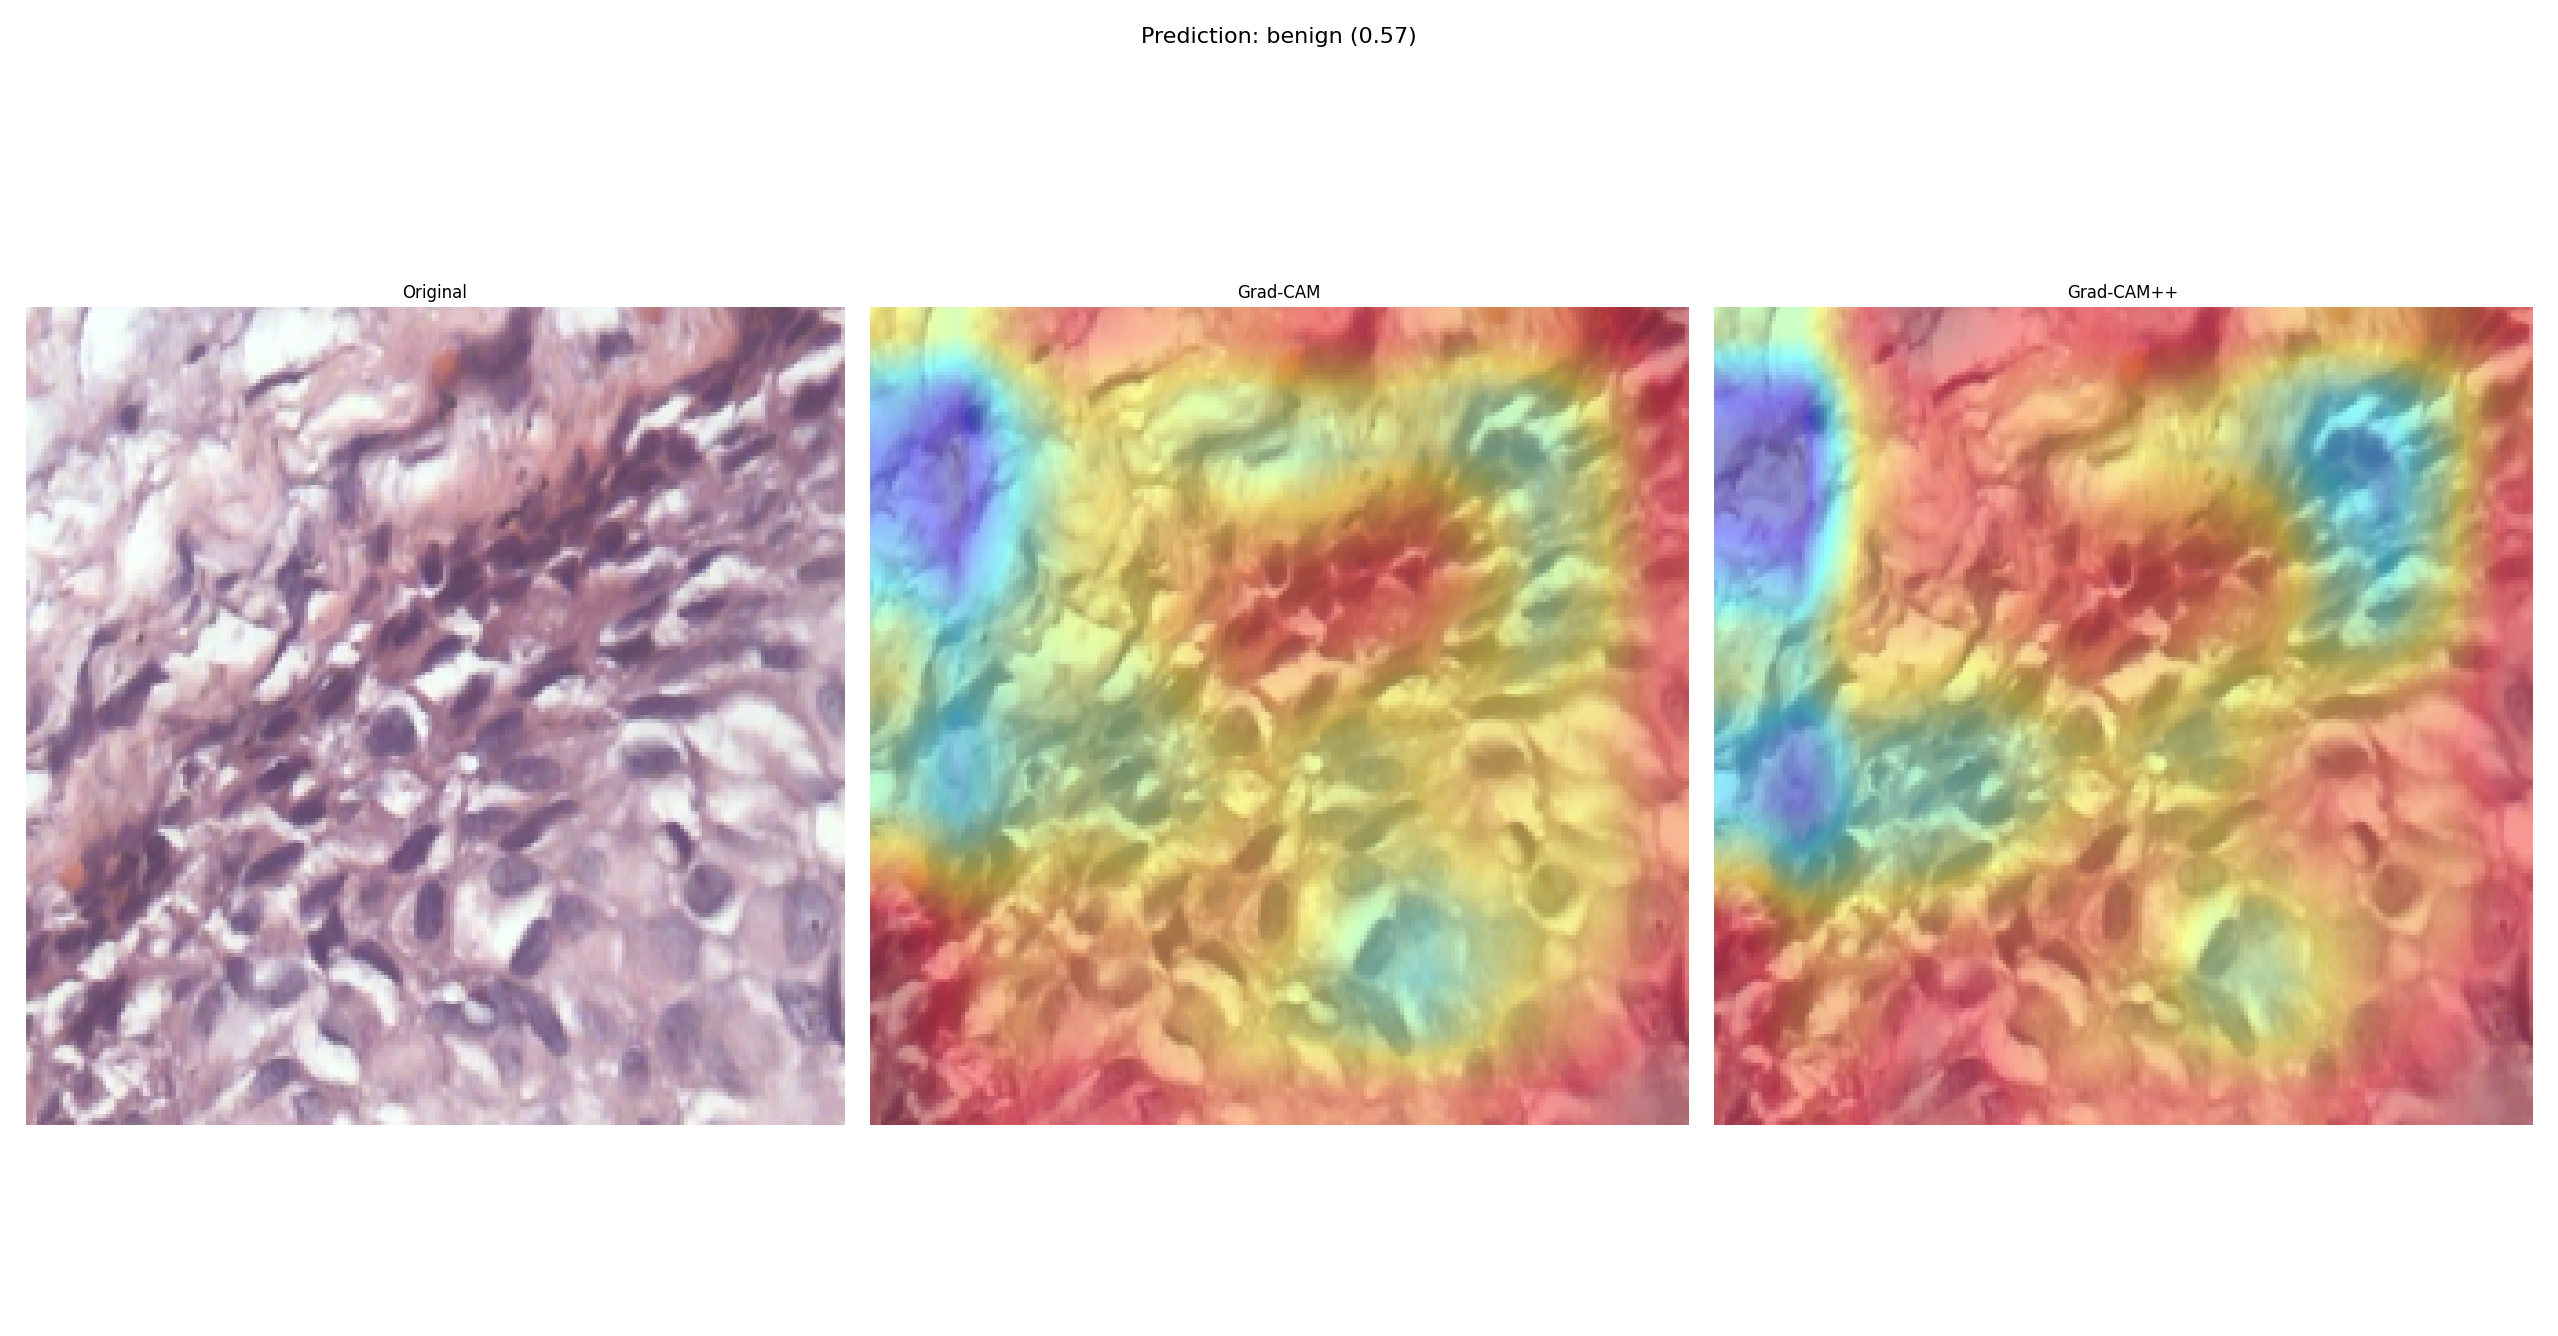 Prediction: benign (0.57)
Original
Grad-CAM
Grad-CAM++